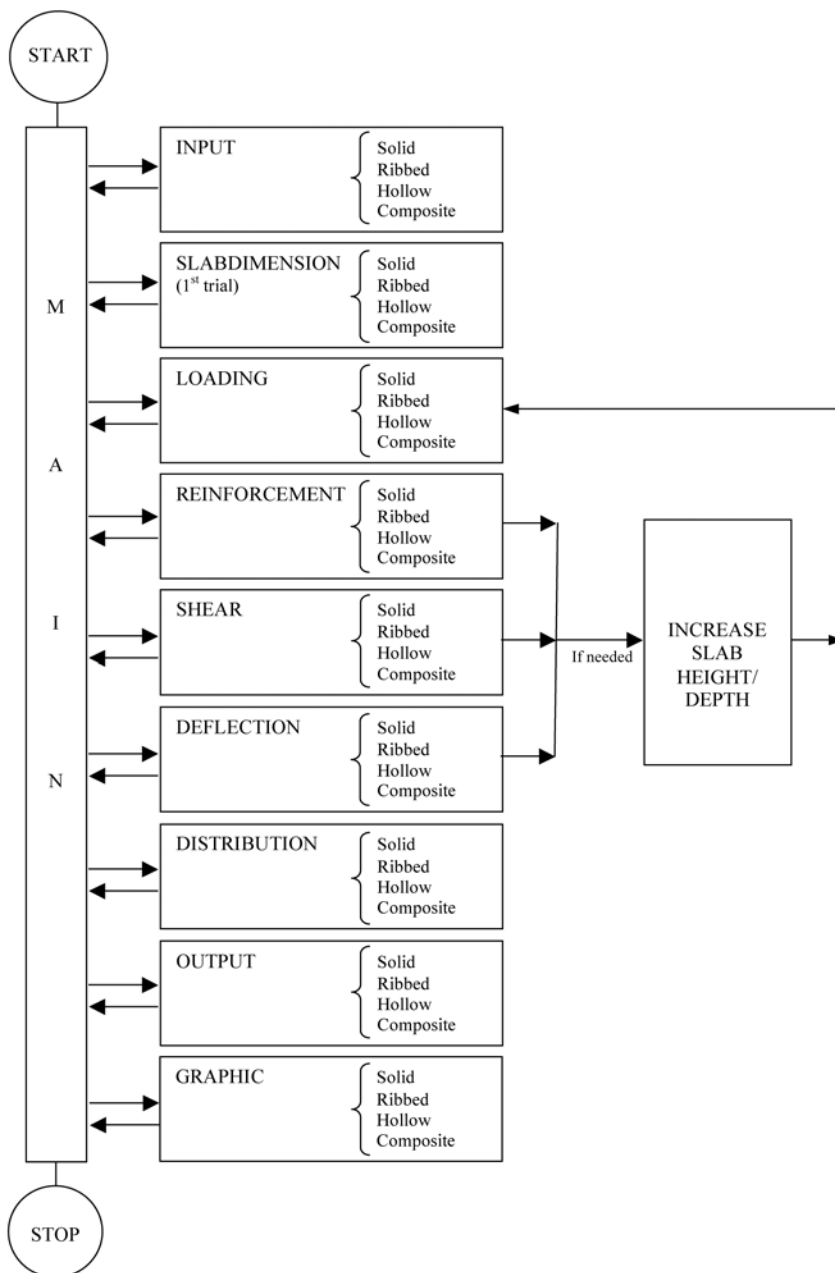 START
M
A
I
N
INPUT
Solid
Ribbed
Hollow
Composite
SLABDIMENSION
(1st trial)
Solid
Ribbed
Hollow
Composite
LOADING
Solid
Ribbed
Hollow
Composite
REINFORCEMENT
Solid
Ribbed
Hollow
Composite
SHEAR
Solid
Ribbed
Hollow
Composite
If needed
INCREASE
SLAB
HEIGHT/
DEPTH
DEFLECTION
Solid
Ribbed
Hollow
Composite
DISTRIBUTION
Solid
Ribbed
Hollow
Composite
OUTPUT
Solid
Ribbed
Hollow
Composite
GRAPHIC
Solid
Ribbed
Hollow
Composite
STOP